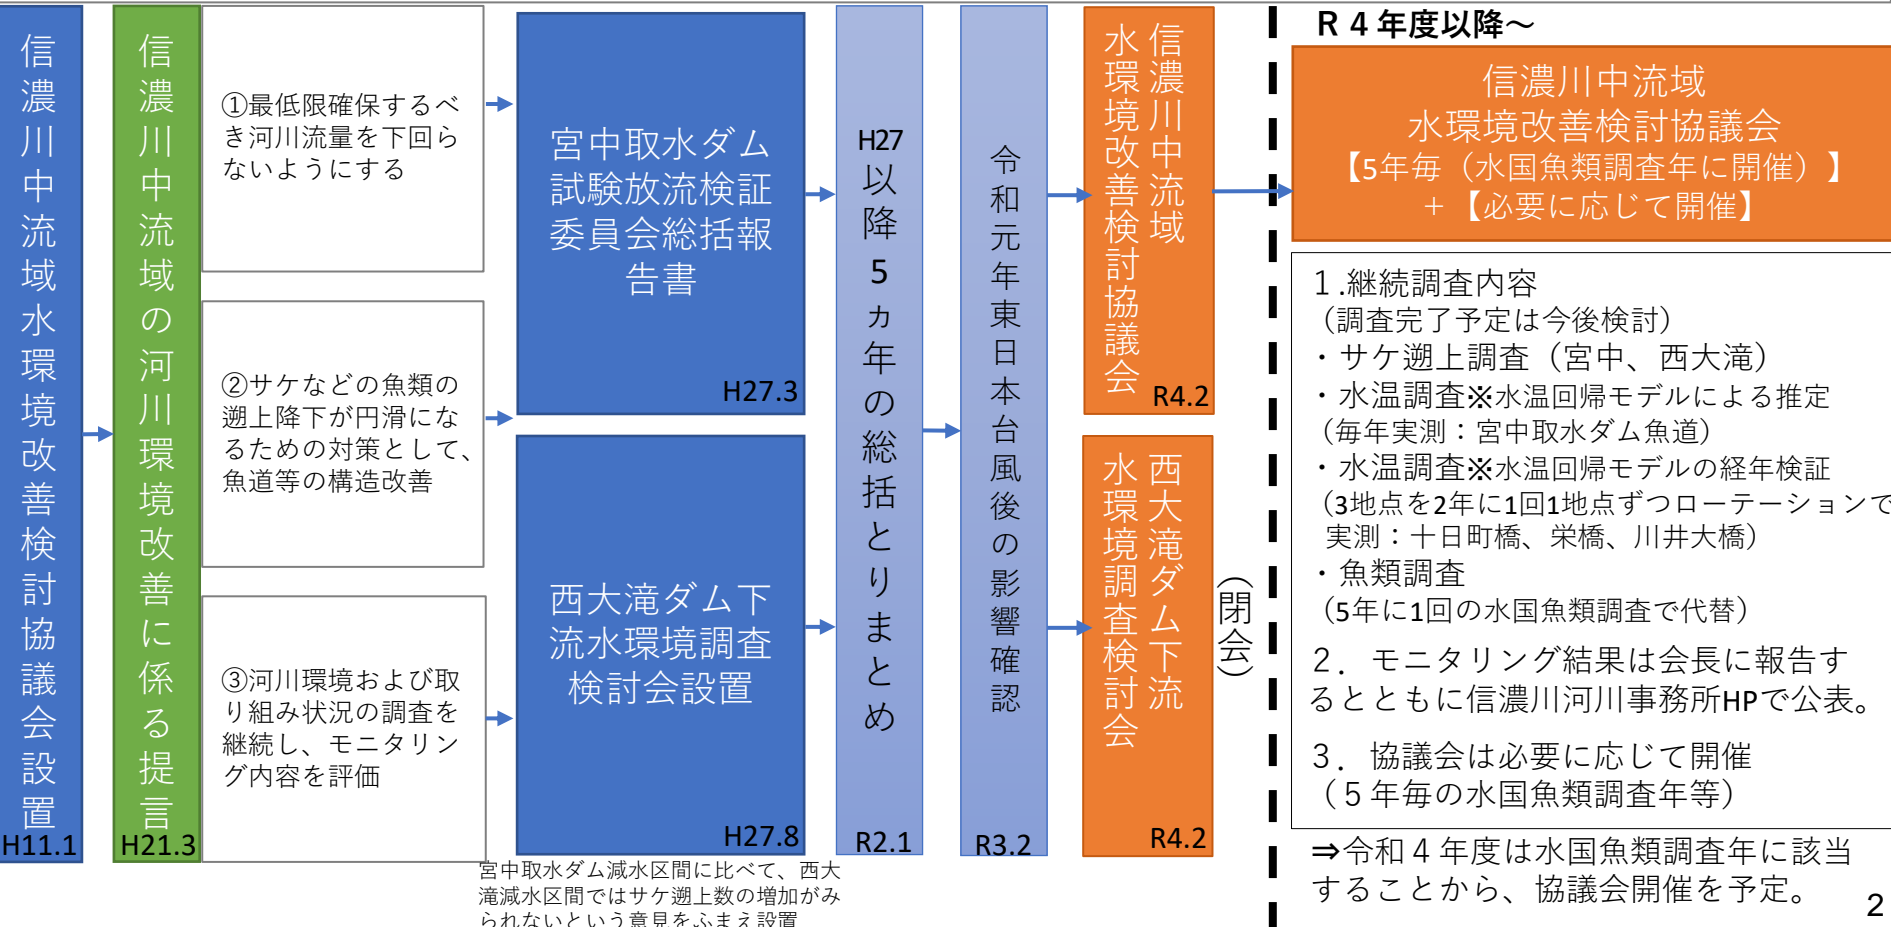 信濃川中流域水環境改善検討協議会設置
H11.1
信濃川中流域の河川環境改善に係る提言
H21.3
①最低限確保するべ
き河川流量を下回ら
ないようにする
②サケなどの魚類の
遡上降下が円滑にな
るための対策として、
魚道等の構造改善
③河川環境および取
り組み状況の調査を
継続し、モニタリン
グ内容を評価
宮中取水ダム
試験放流検証
委員会総括報
告書
H27.3
西大滝ダム下
流水環境調査
検討会設置
H27.8
宮中取水ダム減水区間に比べて、西大
滝減水区間ではサケ遡上数の増加がみ
られないという意見をふまえ設置
H27以降5ヵ年の総括とりまとめ
R2.1
令和元年東日本台風後の影響確認
R3.2
信濃川中流域
水環境改善検討協議会
R4.2
西大滝ダム下流
水環境調査検討会
R4.2
（閉会）
R４年度以降～
信濃川中流域
水環境改善検討協議会
【5年毎（水国魚類調査年に開催）】
＋【必要に応じて開催】
１.継続調査内容
（調査完了予定は今後検討）
・サケ遡上調査（宮中、西大滝）
・水温調査※水温回帰モデルによる推定
（毎年実測：宮中取水ダム魚道）
・水温調査※水温回帰モデルの経年検証
（3地点を2年に1回1地点ずつローテーションで
実測：十日町橋、栄橋、川井大橋）
・魚類調査
（5年に1回の水国魚類調査で代替）
２．モニタリング結果は会長に報告す
るとともに信濃川河川事務所HPで公表。
３．協議会は必要に応じて開催
（５年毎の水国魚類調査年等）
⇒令和４年度は水国魚類調査年に該当
することから、協議会開催を予定。
2